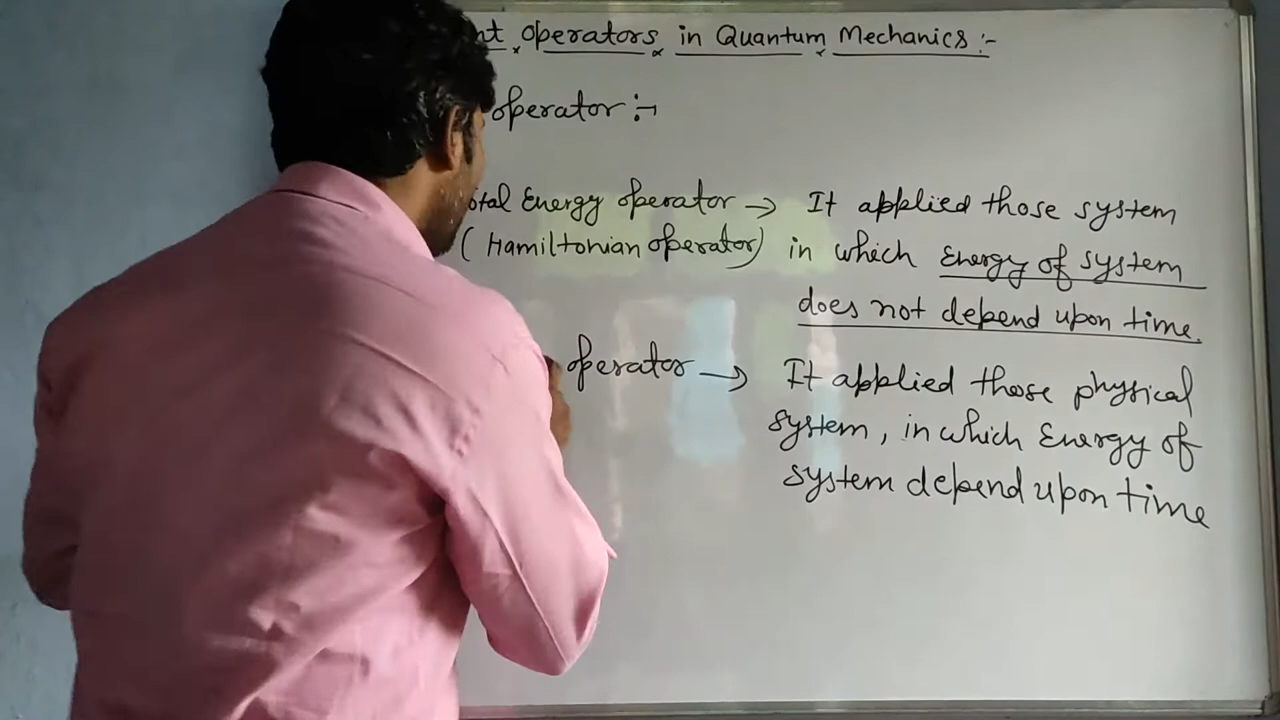 operators in Quantum Mechanics :-
operator :-
Energy operator → It applied those system
( Hamiltonian operator) in which Energy of system
does not depend upon time.
operator → It applied those physical
system, in which Energy of
system depend upon time